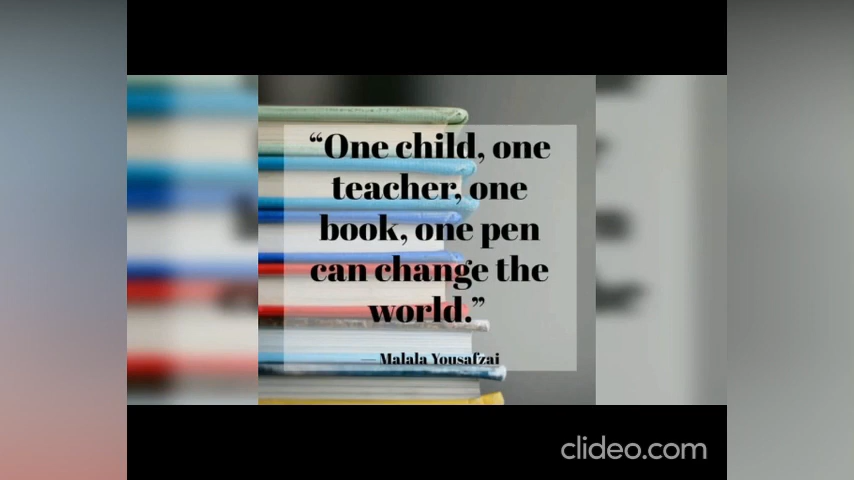 “One child, one
teacher, one
book, one pen
can change the
world.”
— Malala Yousafzai
clideo.com